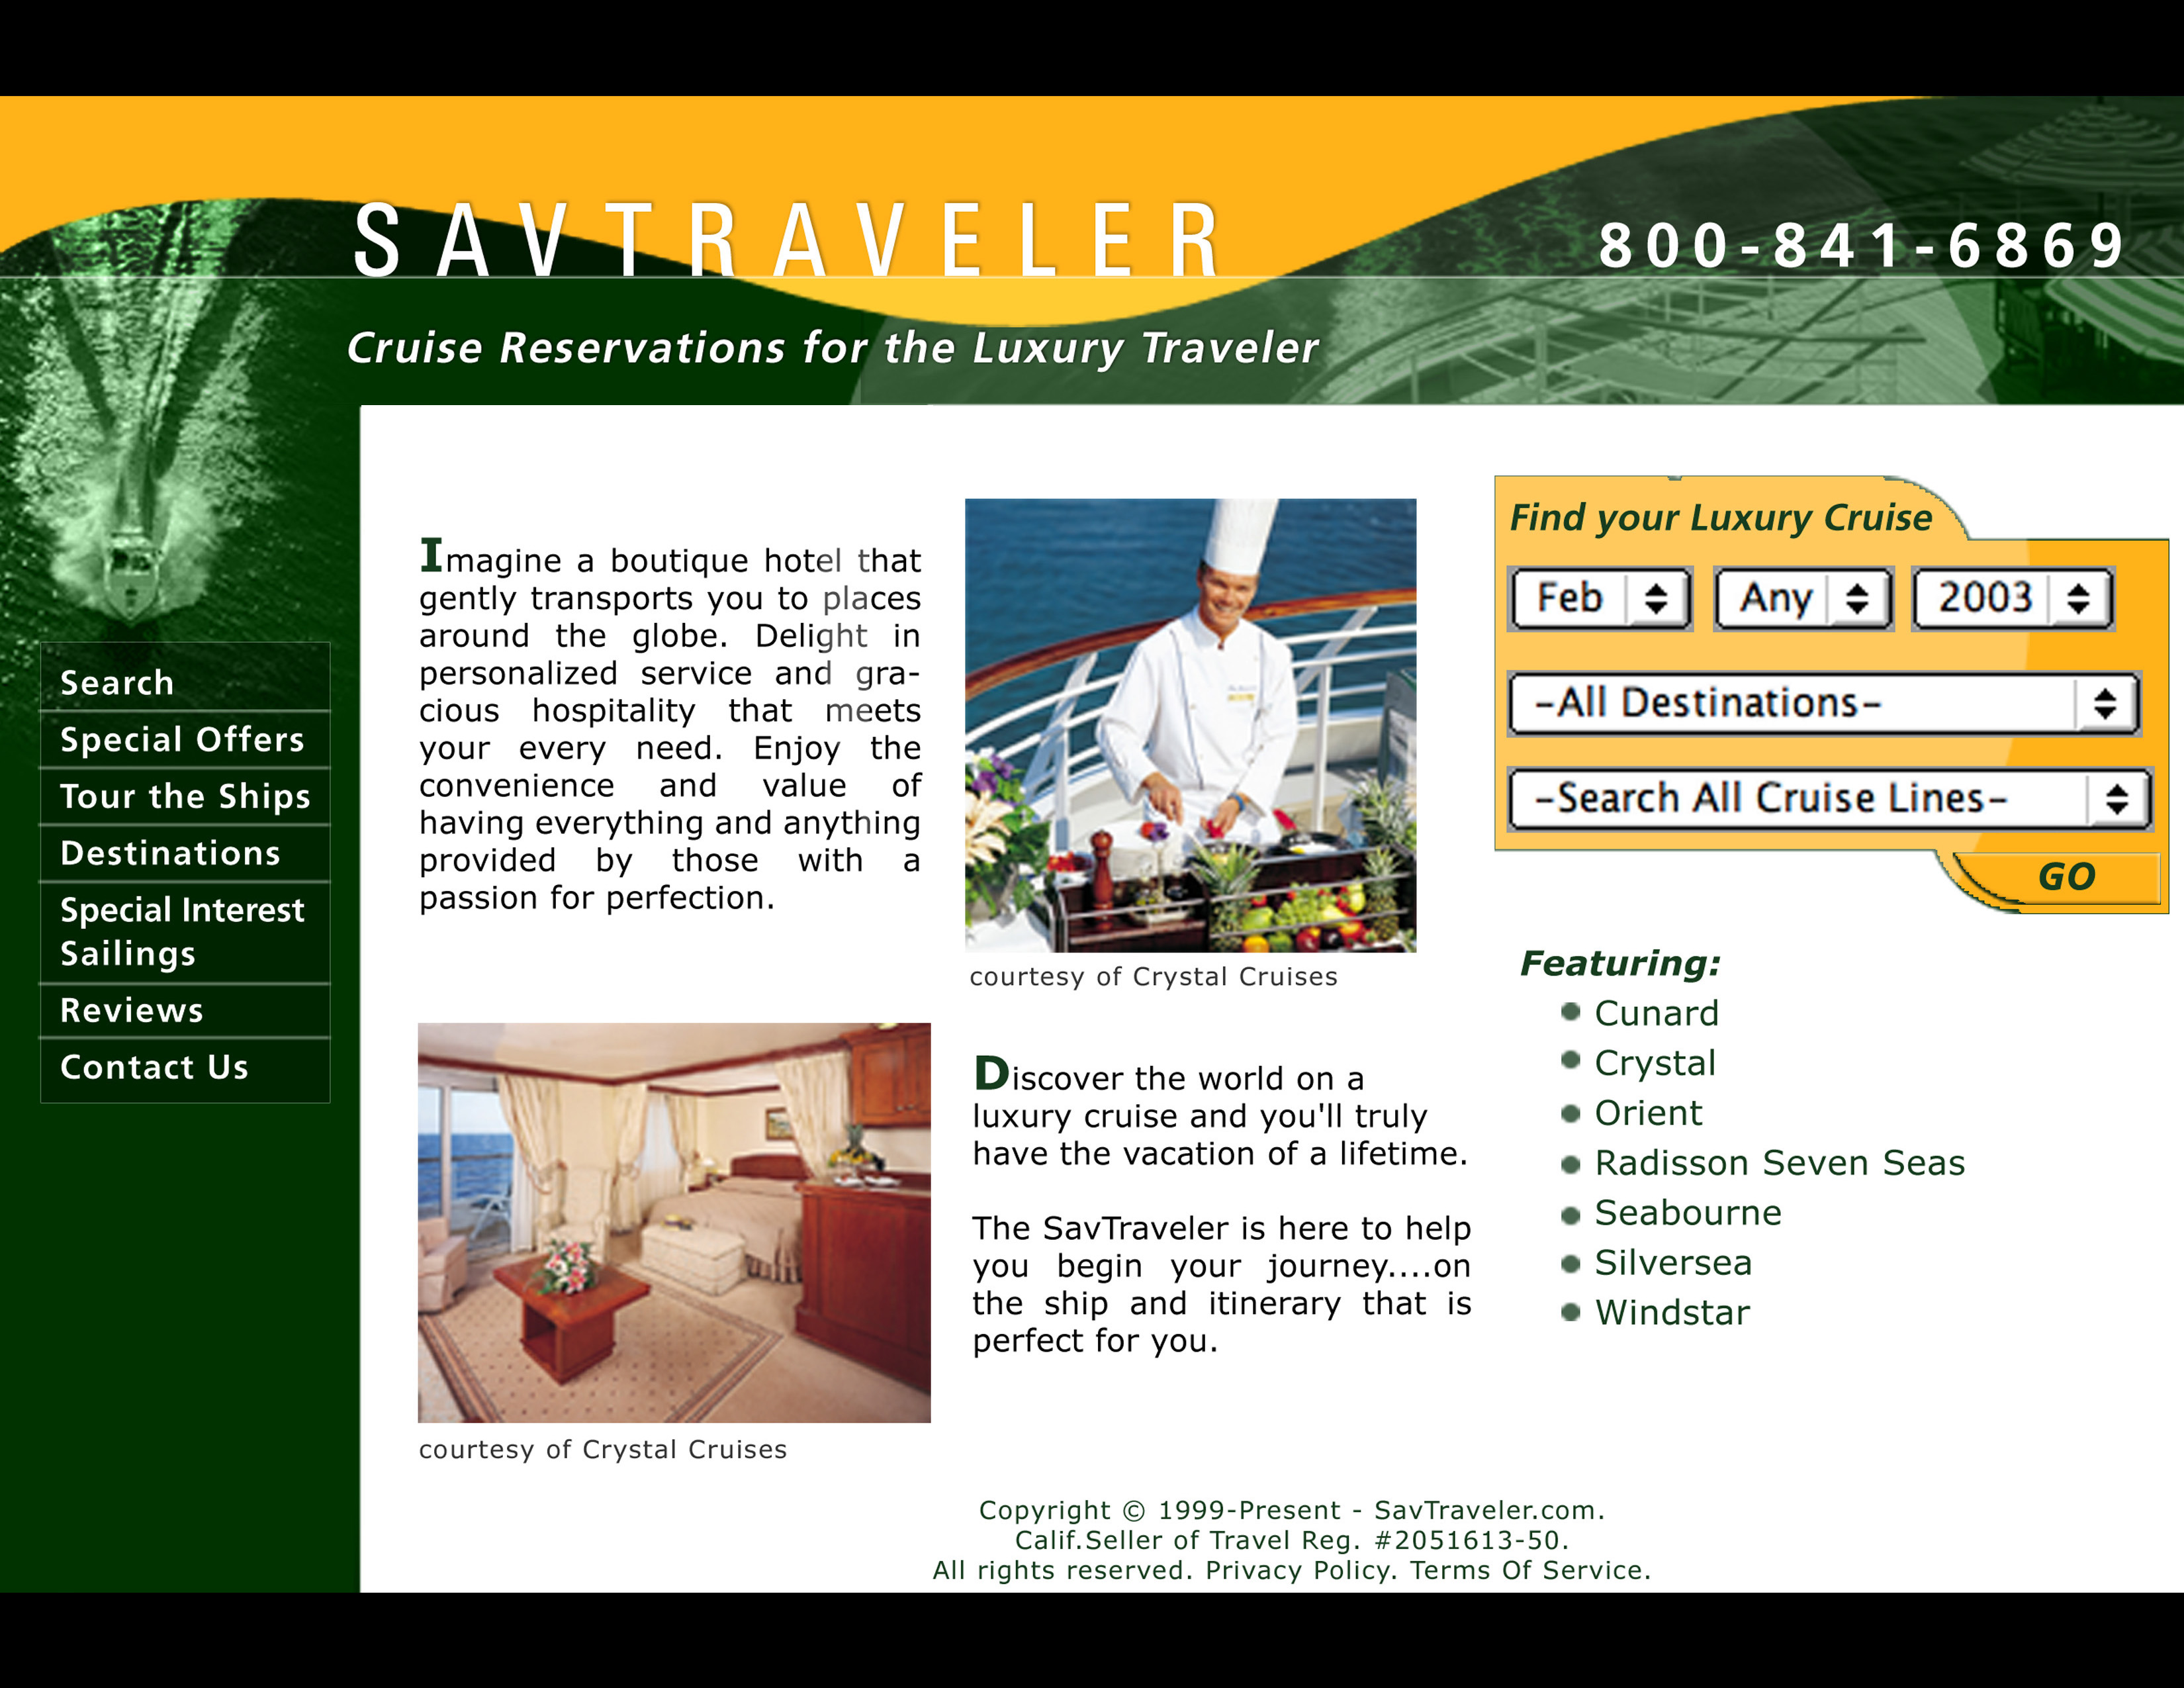 SAVTRAVELER
800-841-6869
Cruise Reservations for the Luxury Traveler
Search
Special Offers
Tour the Ships
Destinations
Special Interest
Sailings
Reviews
Contact Us
Imagine a boutique hotel that
gently transports you to places
around the globe. Delight in
personalized service and gra-
cious hospitality that meets
your every need. Enjoy the
convenience and value of
having everything and anything
provided by those with a
passion for perfection.
courtesy of Crystal Cruises
courtesy of Crystal Cruises
Discover the world on a
luxury cruise and you'll truly
have the vacation of a lifetime.
The SavTraveler is here to help
you begin your journey....on
the ship and itinerary that is
perfect for you.
Find your Luxury Cruise
Feb Any 2003
-All Destinations-
-Search All Cruise Lines-
GO
Featuring:
Cunard
Crystal
Orient
Radisson Seven Seas
Seabourne
Silversea
Windstar
Copyright © 1999-Present - SavTraveler.com.
Calif.Seller of Travel Reg. #2051613-50.
All rights reserved. Privacy Policy. Terms Of Service.